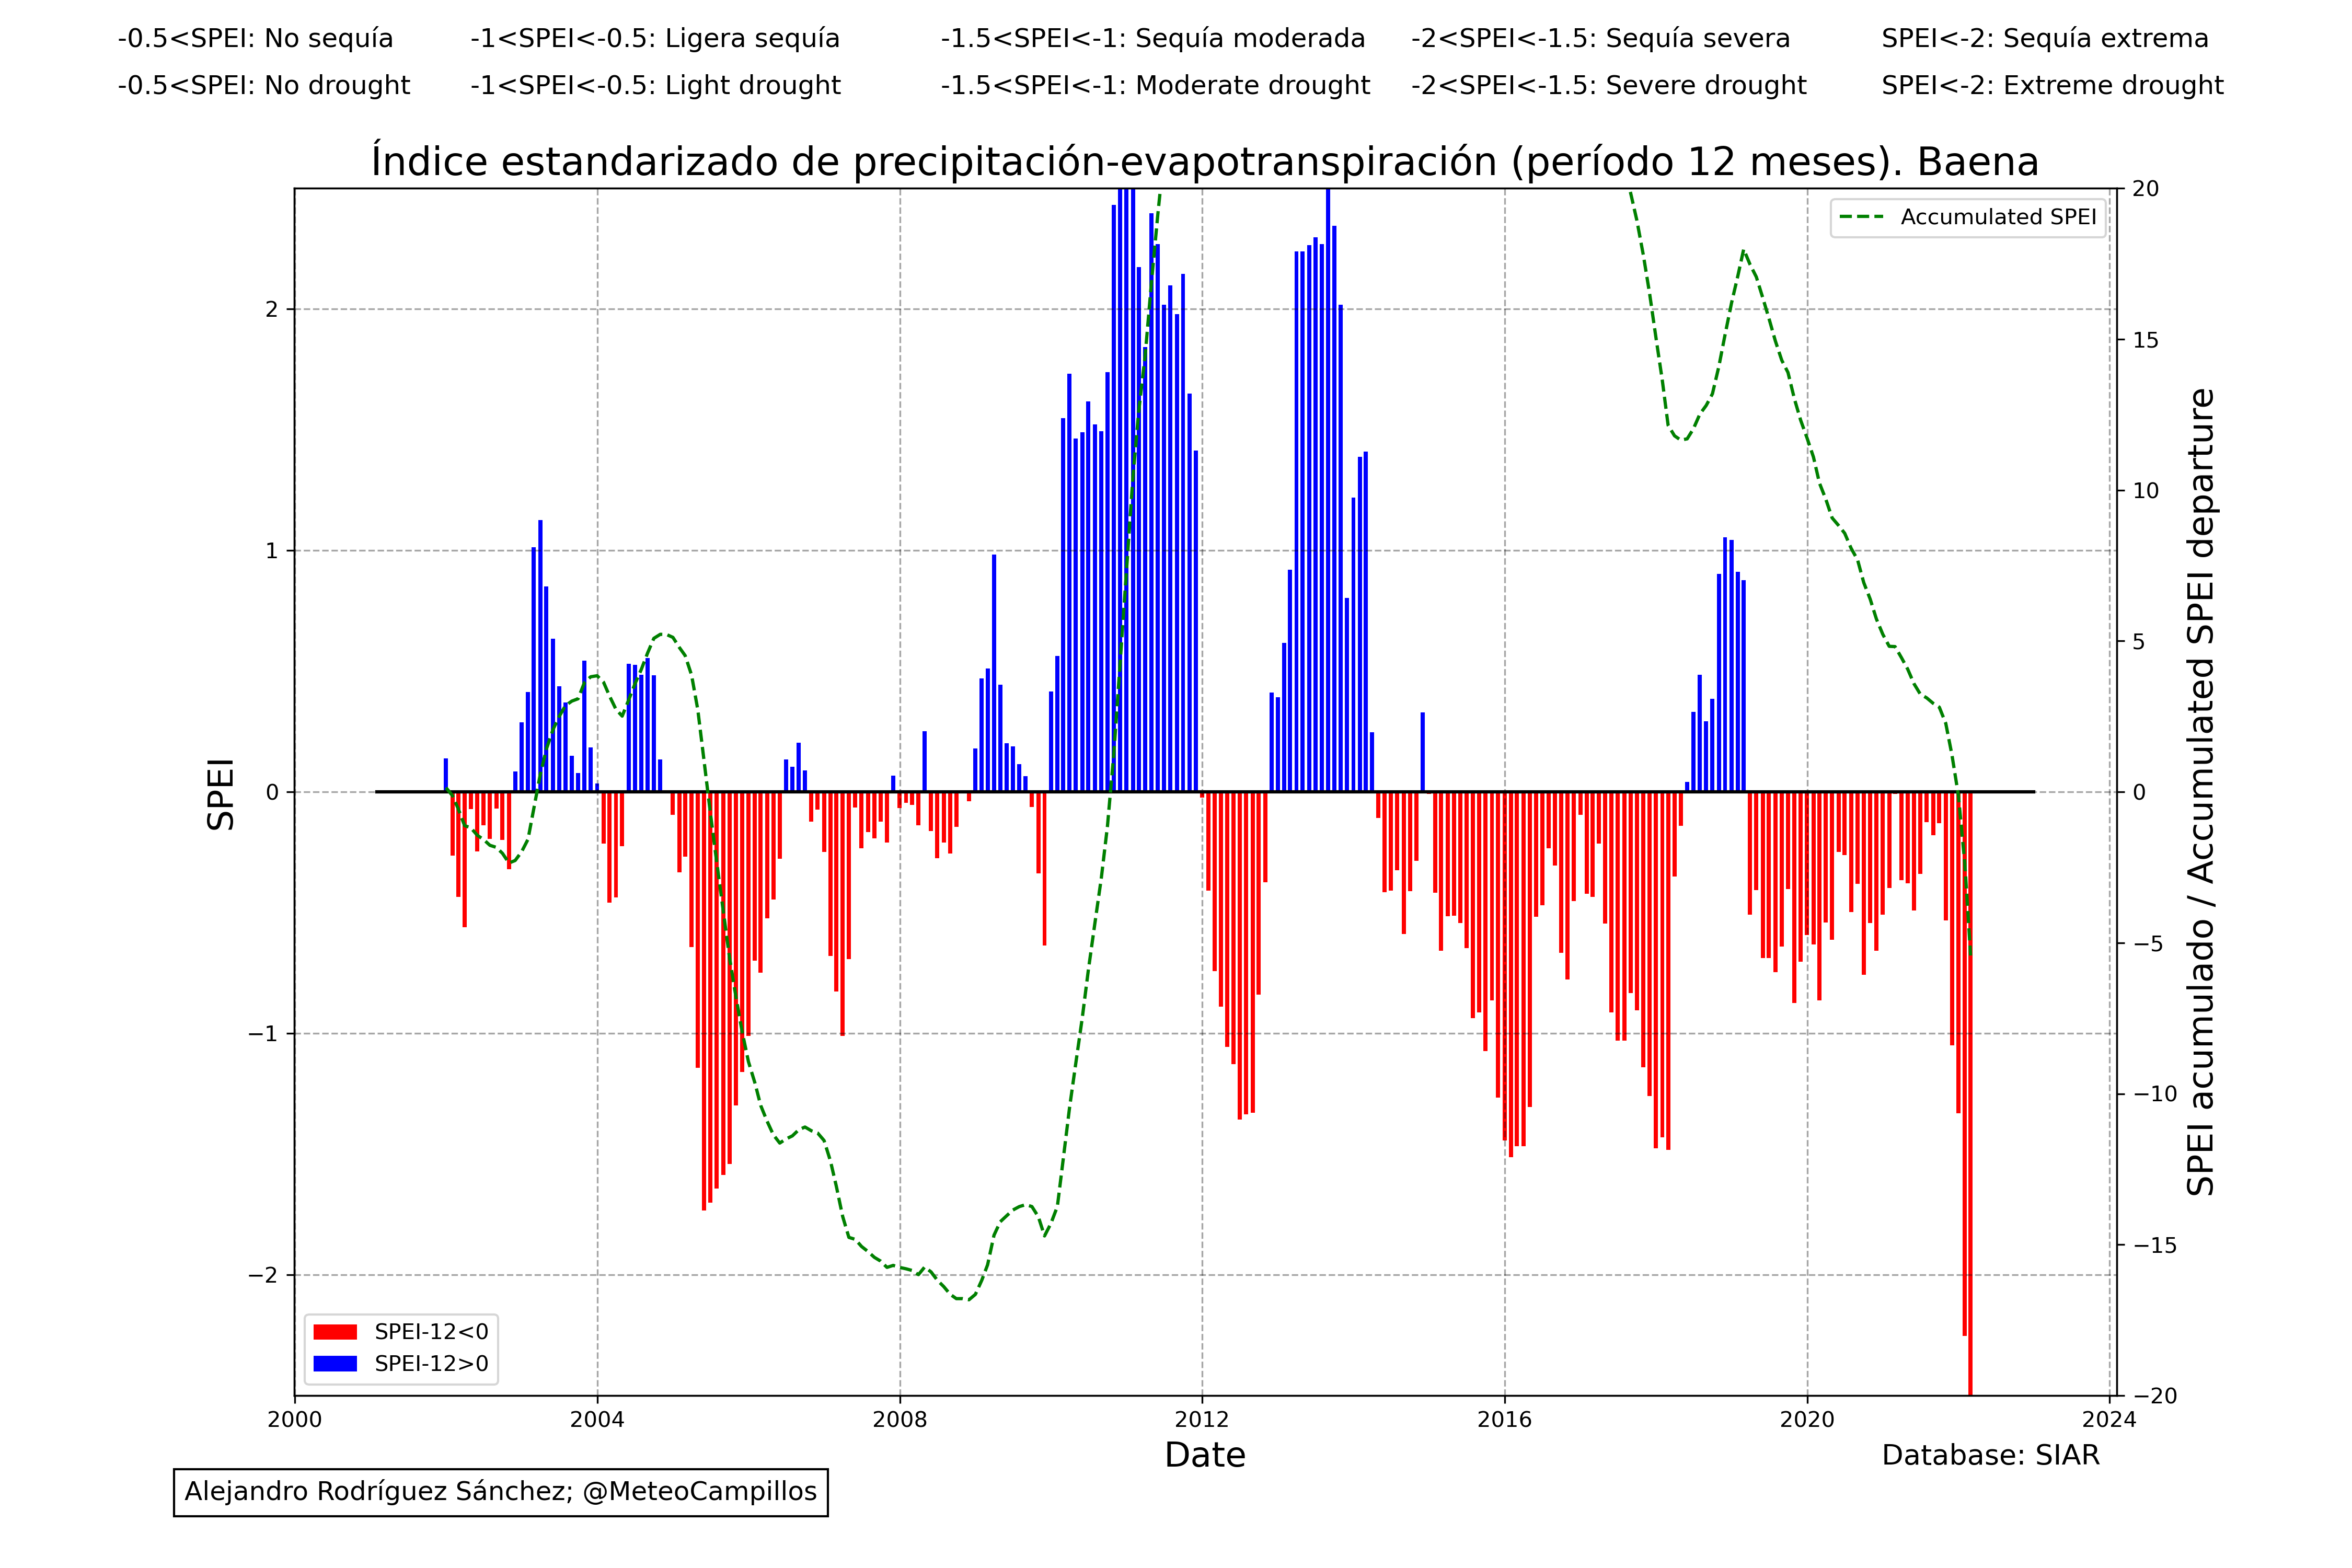 -0.5<SPEI: No sequía -1<SPEI<-0.5: Ligera sequía -1.5<SPEI<-1: Sequía moderada -2<SPEI<-1.5: Sequía severa SPEI<-2: Sequía extrema
-0.5<SPEI: No drought -1<SPEI<-0.5: Light drought -1.5<SPEI<-1: Moderate drought -2<SPEI<-1.5: Severe drought SPEI<-2: Extreme drought
Índice estandarizado de precipitación-evapotranspiración (período 12 meses). Baena
Accumulated SPEI
SPEI
2
1
0
−1
−2
20
15
10
5
0
−5
−10
−15
−20
SPEI acumulado / Accumulated SPEI departure
SPEI-12<0
SPEI-12>0
2000 2004 2008 2012 2016 2020 2024
Date
Database: SIAR
Alejandro Rodríguez Sánchez; @MeteoCampillos